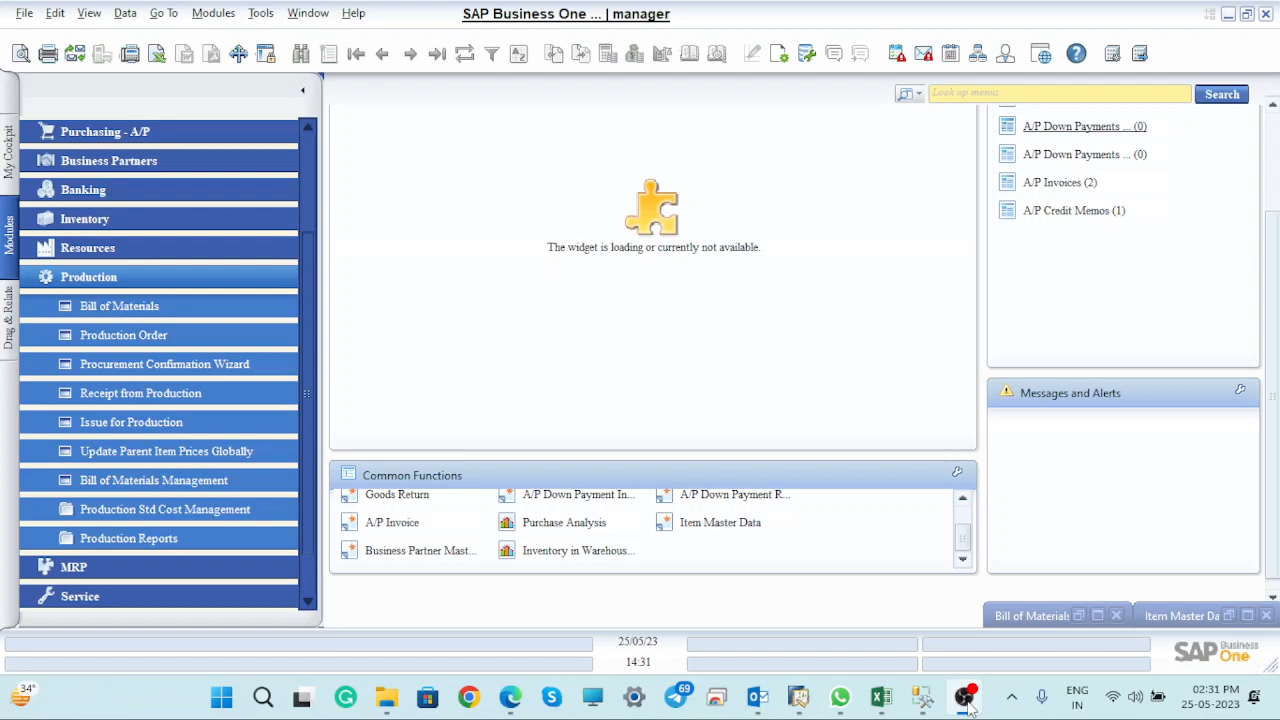 File Edit View Data Go To Modules Tools Window Help
SAP Business One ... | manager
Look up menu
Search
My Cockpit
Modules
Drag & Relate
Purchasing - A/P
Business Partners
Banking
Inventory
Resources
Production
Bill of Materials
Production Order
Procurement Confirmation Wizard
Receipt from Production
Issue for Production
Update Parent Item Prices Globally
Bill of Materials Management
Production Std Cost Management
Production Reports
MRP
Service
The widget is loading or currently not available.
A/P Down Payments ... (0)
A/P Down Payments ... (0)
A/P Invoices (2)
A/P Credit Memos (1)
Messages and Alerts
Common Functions
Goods Return A/P Down Payment In... A/P Down Payment R...
A/P Invoice Purchase Analysis Item Master Data
Business Partner Mast... Inventory in Warehous...
Bill of Materials Item Master Da
25/05/23
14:31
SAP Business One
34°
69
ENG
IN
02:31 PM
25-05-2023